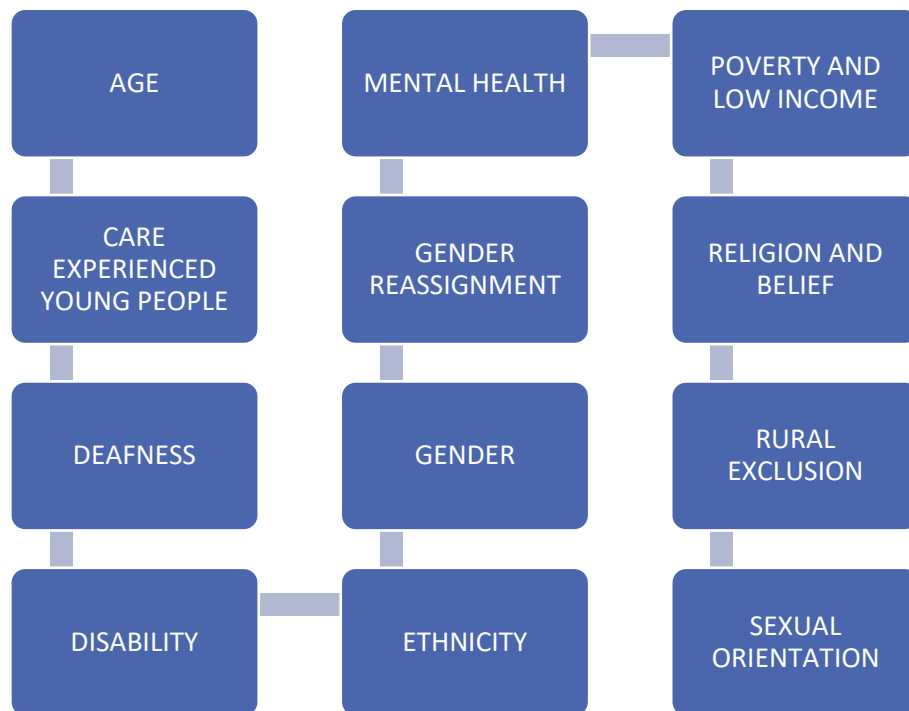 AGE
CARE
EXPERIENCED
YOUNG PEOPLE
DEAFNESS
DISABILITY
ETHNICITY
GENDER
GENDER
REASSIGNMENT
MENTAL HEALTH
POVERTY AND
LOW INCOME
RELIGION AND
BELIEF
RURAL
EXCLUSION
SEXUAL
ORIENTATION